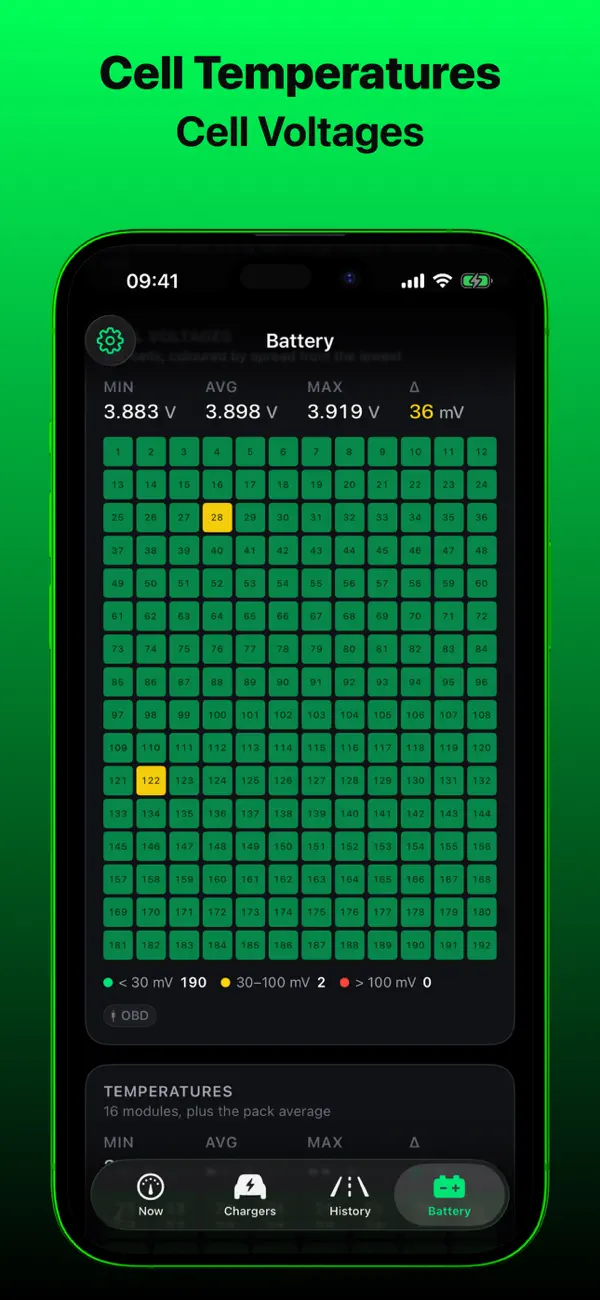 Cell Temperatures
Cell Voltages
09:41
Battery
MIN AVG MAX Δ
3.883 V 3.898 V 3.919 V 36 mV
1 2 3 4 5 6 7 8 9 10 11 12
13 14 15 16 17 18 19 20 21 22 23 24
25 26 27 28 29 30 31 32 33 34 35 36
37 38 39 40 41 42 43 44 45 46 47 48
49 50 51 52 53 54 55 56 57 58 59 60
61 62 63 64 65 66 67 68 69 70 71 72
73 74 75 76 77 78 79 80 81 82 83 84
85 86 87 88 89 90 91 92 93 94 95 96
97 98 99 100 101 102 103 104 105 106 107 108
109 110 111 112 113 114 115 116 117 118 119 120
121 122 123 124 125 126 127 128 129 130 131 132
133 134 135 136 137 138 139 140 141 142 143 144
145 146 147 148 149 150 151 152 153 154 155 156
157 158 159 160 161 162 163 164 165 166 167 168
169 170 171 172 173 174 175 176 177 178 179 180
181 182 183 184 185 186 187 188 189 190 191 192
< 30 mV 190 30–100 mV 2 > 100 mV 0
OBD
TEMPERATURES
16 modules, plus the pack average
MIN AVG MAX Δ
Now Chargers History Battery